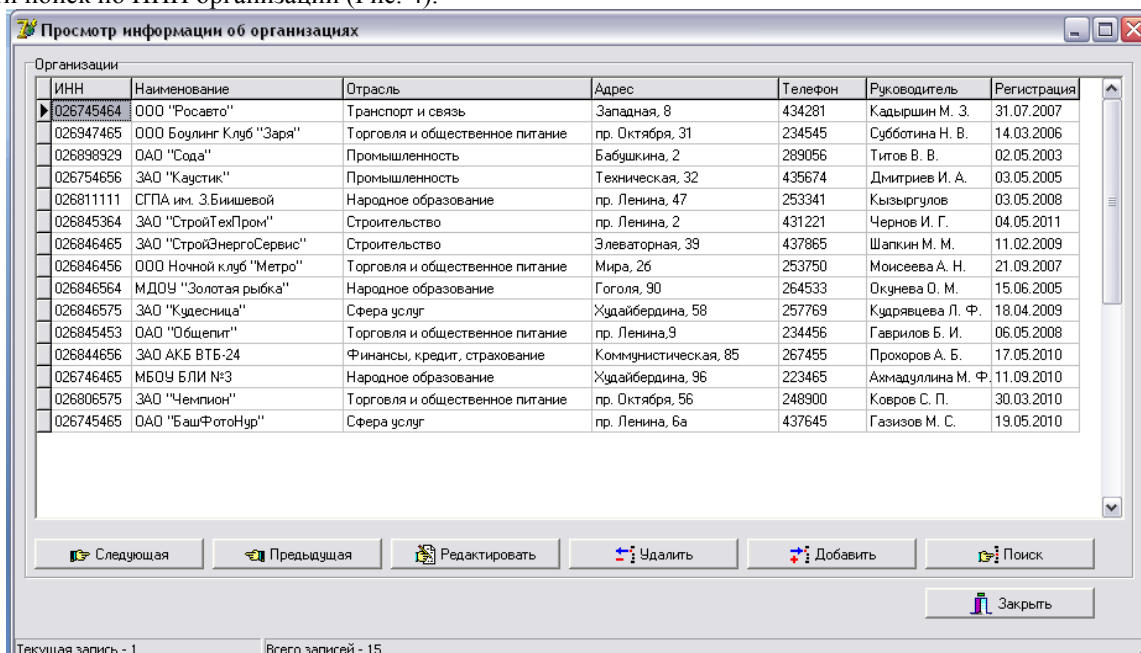 поиск по ИНН организации (Рис. 4).
Просмотр информации об организациях
Организации
ИНН Наименование Отрасль Адрес Телефон Руководитель Регистрация
026745464 ООО "Росавто" Транспорт и связь Западная, 8 434281 Кадыршин М. З. 31.07.2007
026947465 ООО Боулинг Клуб "Заря" Торговля и общественное питание пр. Октября, 31 234545 Субботина Н. В. 14.03.2006
026898929 ОАО "Сода" Промышленность Бабушкина, 2 289056 Титов В. В. 02.05.2003
026754656 ЗАО "Каустик" Промышленность Техническая, 32 435674 Дмитриев И. А. 03.05.2005
026811111 СГПА им. З.Биишевой Народное образование пр. Ленина, 47 253341 Кызыргулов 03.05.2008
026845364 ЗАО "СтройТехПром" Строительство пр. Ленина, 2 431221 Чернов И. Г. 04.05.2011
026846465 ЗАО "СтройЭнергоСервис" Строительство Элеваторная, 39 437865 Шапкин М. М. 11.02.2009
026846456 ООО Ночной клуб "Метро" Торговля и общественное питание Мира, 2б 253750 Моисеева А. Н. 21.09.2007
026846564 МДОУ "Золотая рыбка" Народное образование Гоголя, 90 264533 Окунева О. М. 15.06.2005
026846575 ЗАО "Кудесница" Сфера услуг Худайбердина, 58 257769 Кудрявцева Л. Ф. 18.04.2009
026845453 ОАО "Общепит" Торговля и общественное питание пр. Ленина,9 234456 Гаврилов Б. И. 06.05.2008
026844656 ЗАО АКБ ВТБ-24 Финансы, кредит, страхование Коммунистическая, 85 267455 Прохоров А. Б. 17.05.2010
026746465 МБОУ БЛИ №3 Народное образование Худайбердина, 96 223465 Ахмадуллина М. Ф. 11.09.2010
026806575 ЗАО "Чемпион" Торговля и общественное питание пр. Октября, 56 248900 Ковров С. П. 30.03.2010
026745465 ОАО "БашФотоНур" Сфера услуг пр. Ленина, 6а 437645 Газизов М. С. 19.05.2010
Следующая Предыдущая Редактировать Удалить Добавить Поиск
Закрыть
Текущая запись - 1 Всего записей - 15